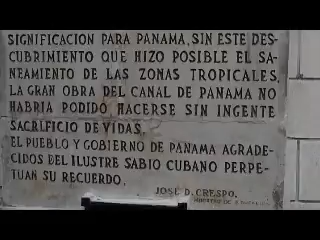 SIGNIFICACION PARA PANAMA, SIN ESTE DES-
CUBRIMIENTO QUE HIZO POSIBLE EL SA-
NEAMIENTO DE LAS ZONAS TROPICALES,
LA GRAN OBRA DEL CANAL DE PANAMA NO
HABRIA PODIDO HACERSE SIN INGENTE
SACRIFICIO DE VIDAS.
EL PUEBLO Y GOBIERNO DE PANAMA AGRADE-
CIDOS DEL ILUSTRE SABIO CUBANO PERPE-
TUAN SU RECUERDO.
JOSE D. CRESPO.
MINISTRO DE